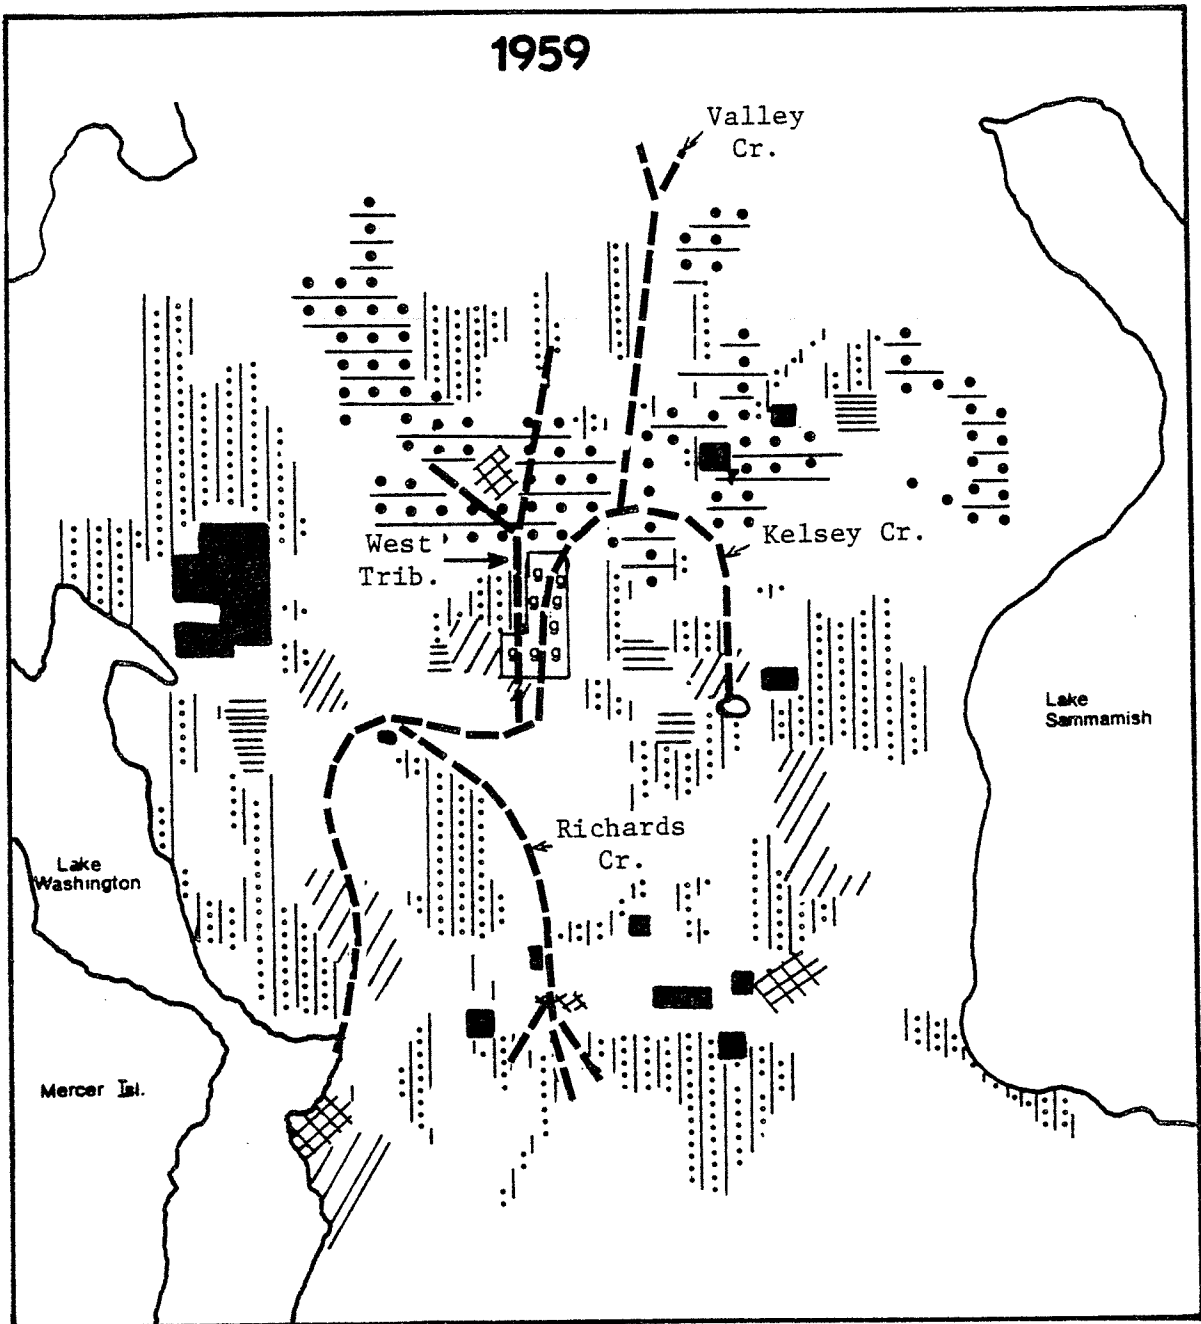 1959
Valley
Cr.
Kelsey Cr.
West
Trib.
g
g
g g
g
g g g
Lake
Sammamish
Richards
Cr.
Lake
Washington
Mercer Isl.